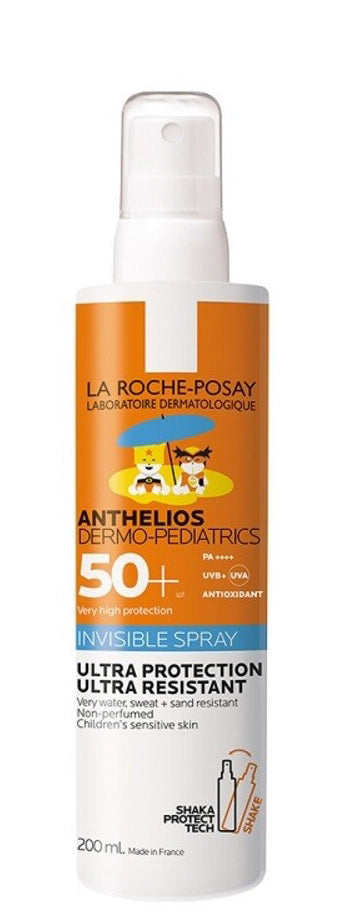 LA ROCHE-POSAY
LABORATOIRE DERMATOLOGIQUE
ANTHELIOS
DERMO-PEDIATRICS
50+ spf
PA ++++
UVB+ UVA
ANTIOXIDANT
Very high protection
INVISIBLE SPRAY
ULTRA PROTECTION
ULTRA RESISTANT
Very water, sweat + sand resistant
Non-perfumed
Children's sensitive skin
SHAKA
PROTECT
TECH
SHAKE
200 ml. Made in France